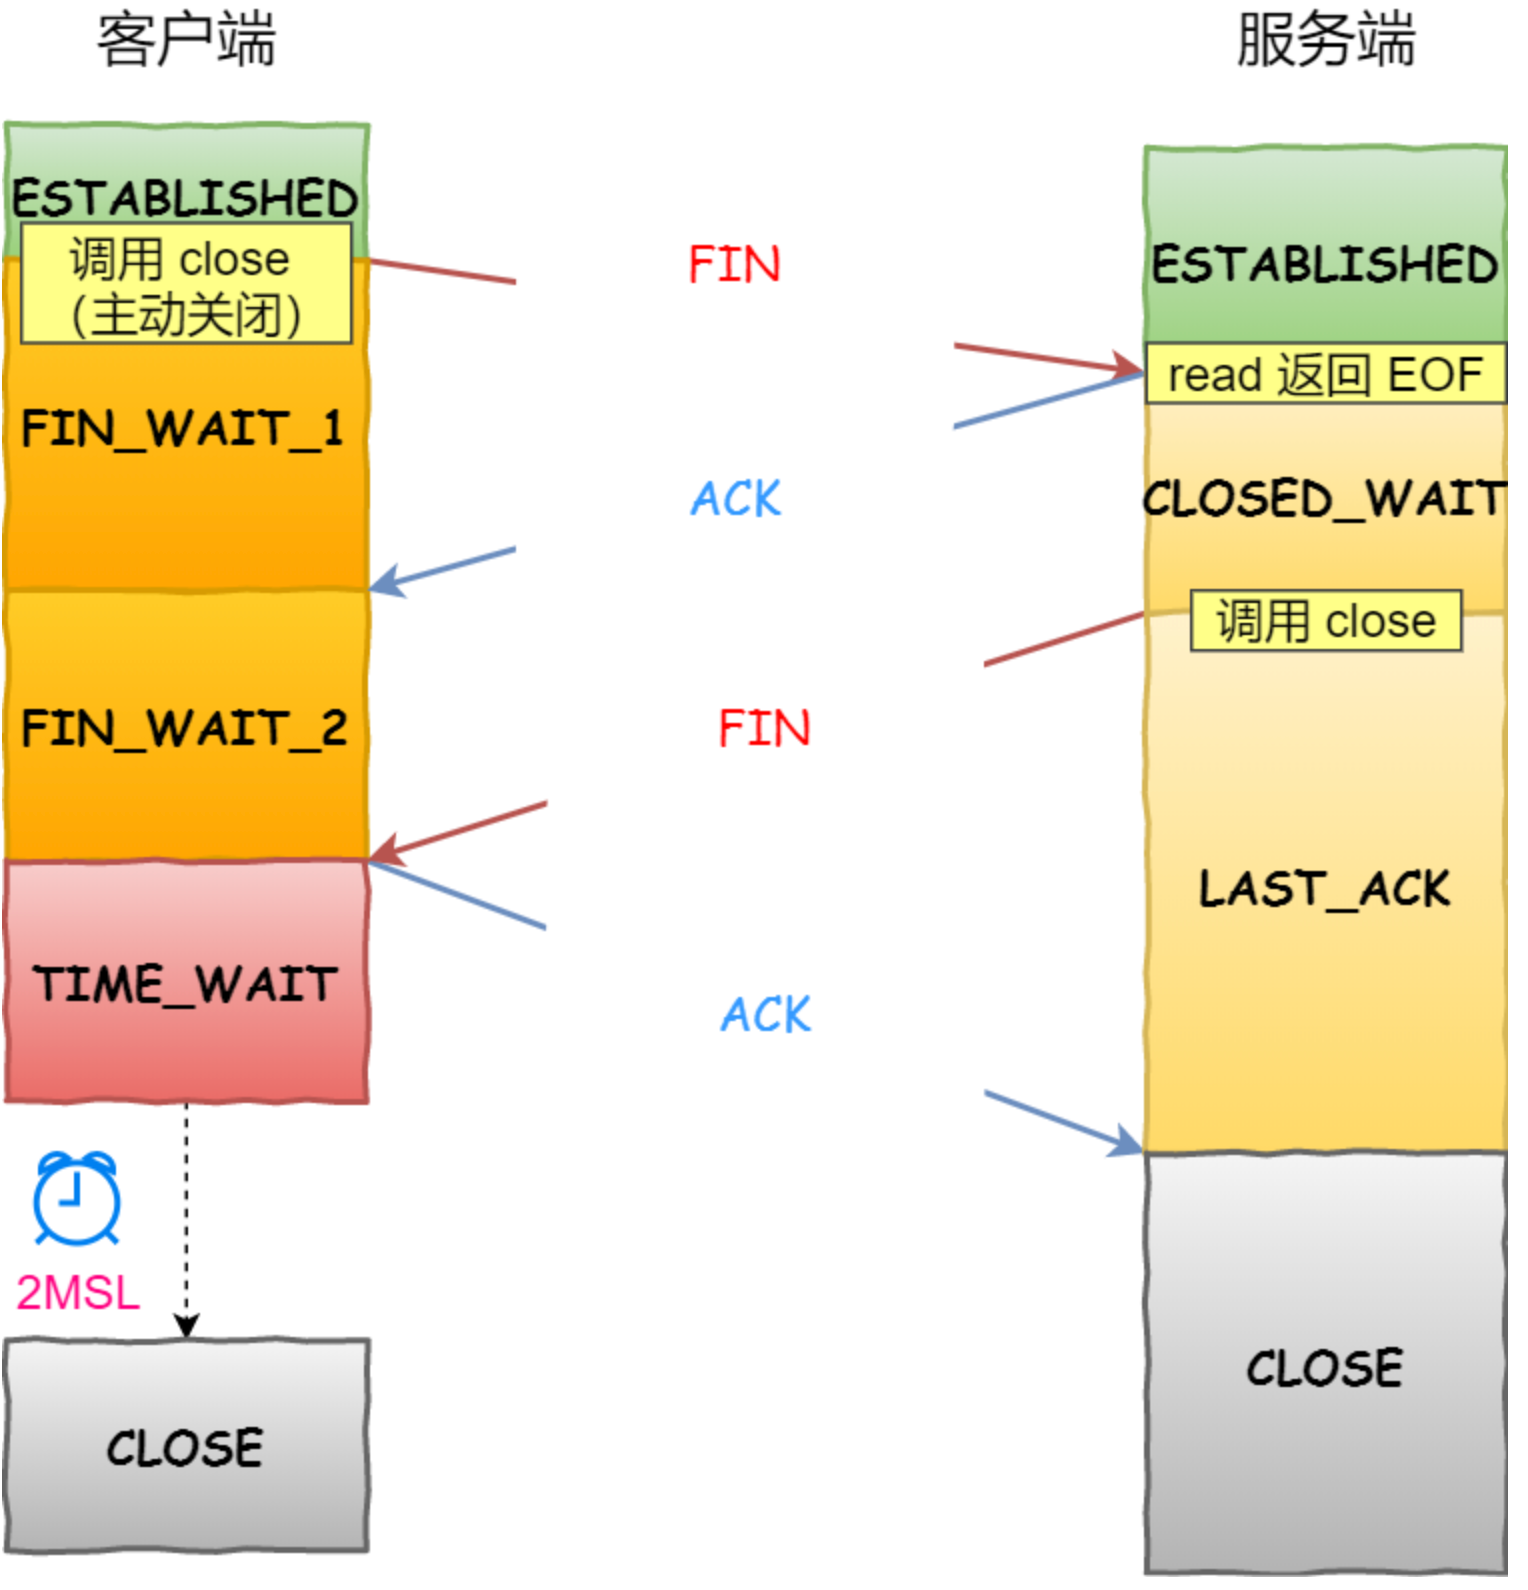 客户端
服务端
ESTABLISHED
调用 close
（主动关闭）
FIN
ESTABLISHED
read 返回 EOF
FIN_WAIT_1
ACK
CLOSED_WAIT
调用 close
FIN_WAIT_2
FIN
LAST_ACK
TIME_WAIT
ACK
2MSL
CLOSE
CLOSE